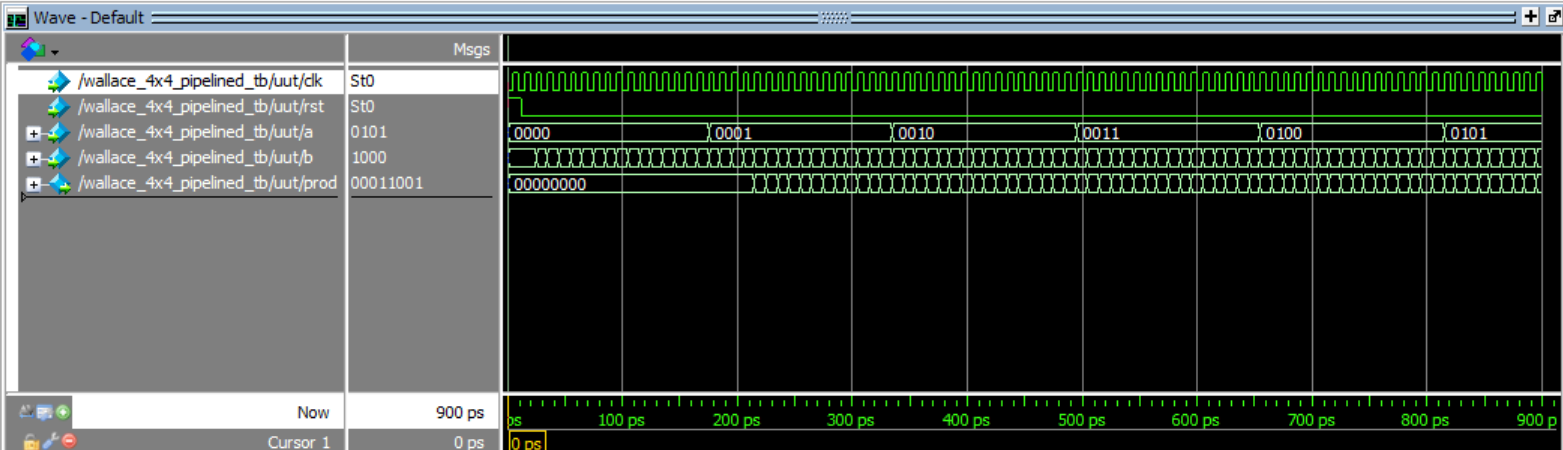 Wave - Default
Msgs
/wallace_4x4_pipelined_tb/uut/clk St0
/wallace_4x4_pipelined_tb/uut/rst St0
/wallace_4x4_pipelined_tb/uut/a 0101 0000 0001 0010 0011 0100 0101
/wallace_4x4_pipelined_tb/uut/b 1000
/wallace_4x4_pipelined_tb/uut/prod 00011001 00000000
Now 900 ps ps 100 ps 200 ps 300 ps 400 ps 500 ps 600 ps 700 ps 800 ps 900 p
Cursor 1 0 ps 0 ps